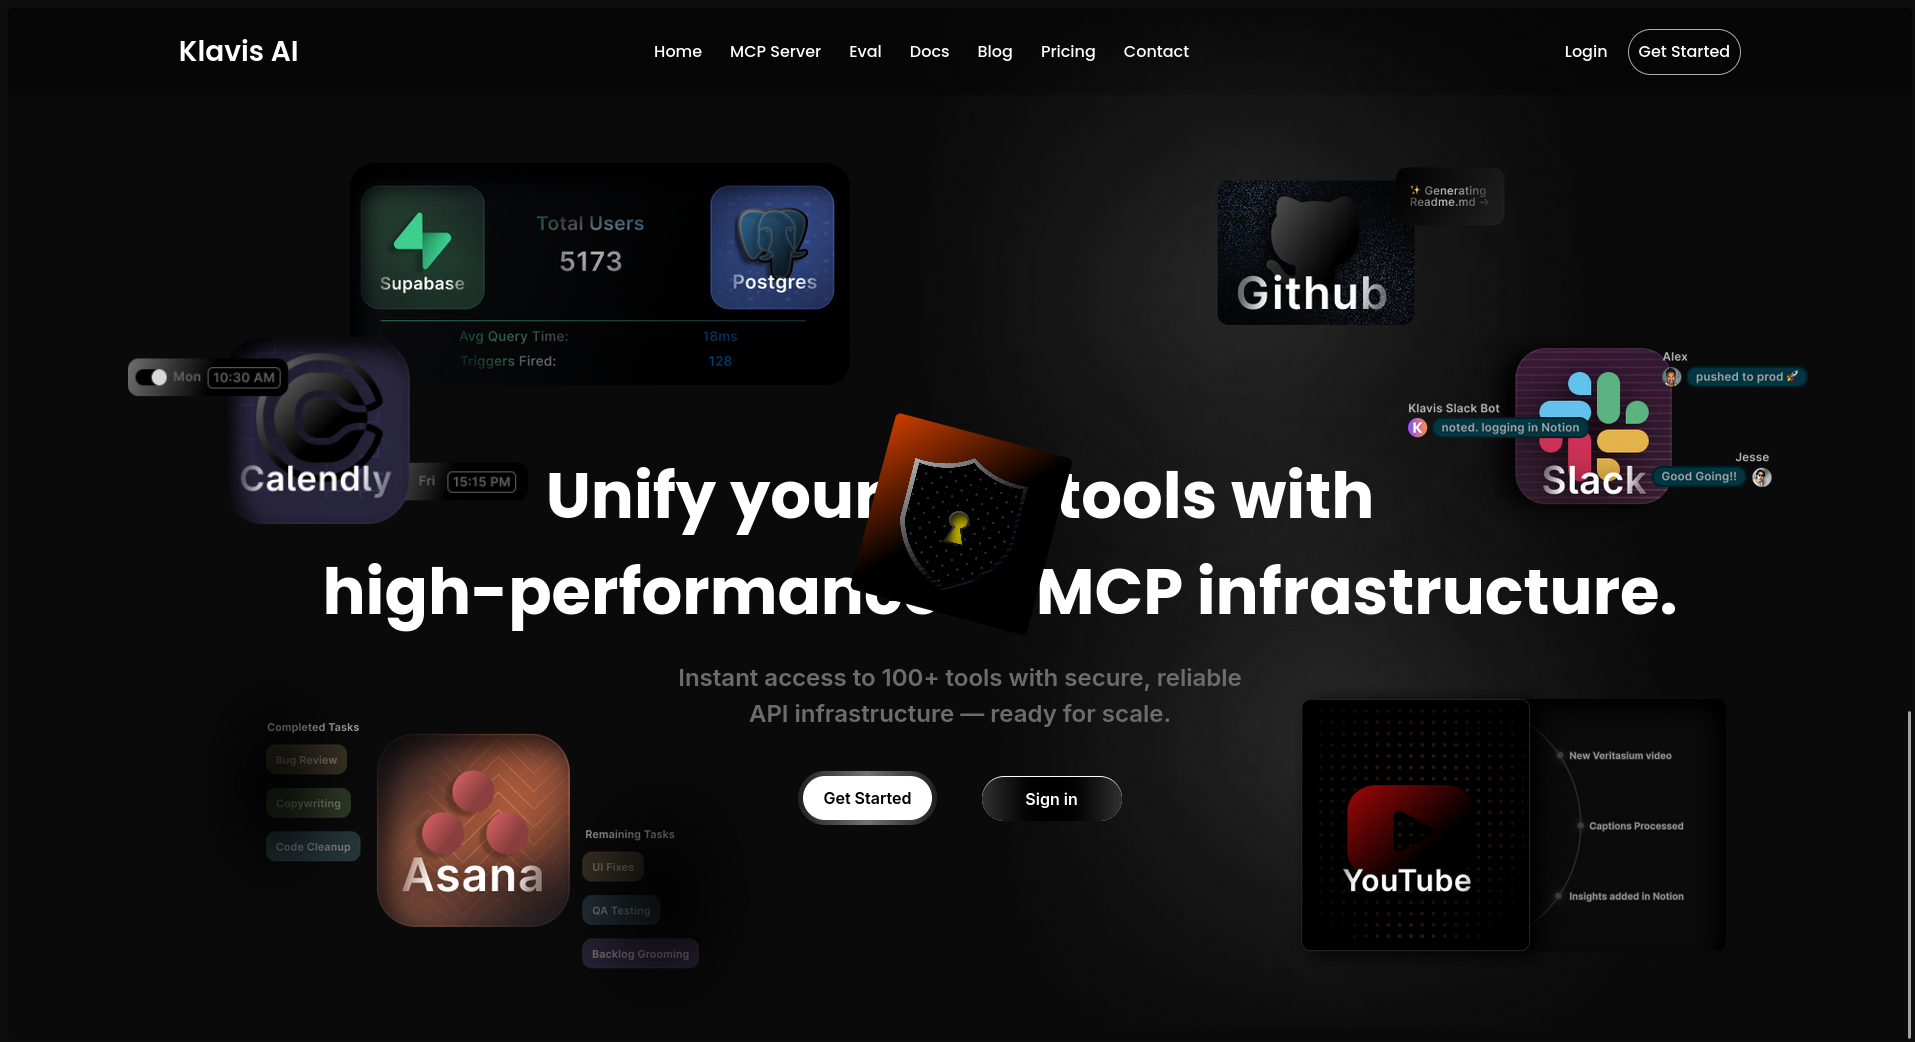 Klavis AI
Home MCP Server Eval Docs Blog Pricing Contact
Login Get Started
Supabase
Total Users
5173
Postgres
Avg Query Time: 18ms
Triggers Fired: 128
✨ Generating
Readme.md →
Github
Mon 10:30 AM
Calendly
Fri 15:15 PM
Alex
pushed to prod 🚀
Klavis Slack Bot
K noted. logging in Notion
Jesse
Good Going!!
Slack
Unify your tools with
MCP infrastructure.
Instant access to 100+ tools with secure, reliable
API infrastructure — ready for scale.
Get Started Sign in
Completed Tasks
Bug Review
Copywriting
Code Cleanup
Asana
Remaining Tasks
UI Fixes
QA Testing
Backlog Grooming
YouTube
New Veritasium video
Captions Processed
Insights added in Notion